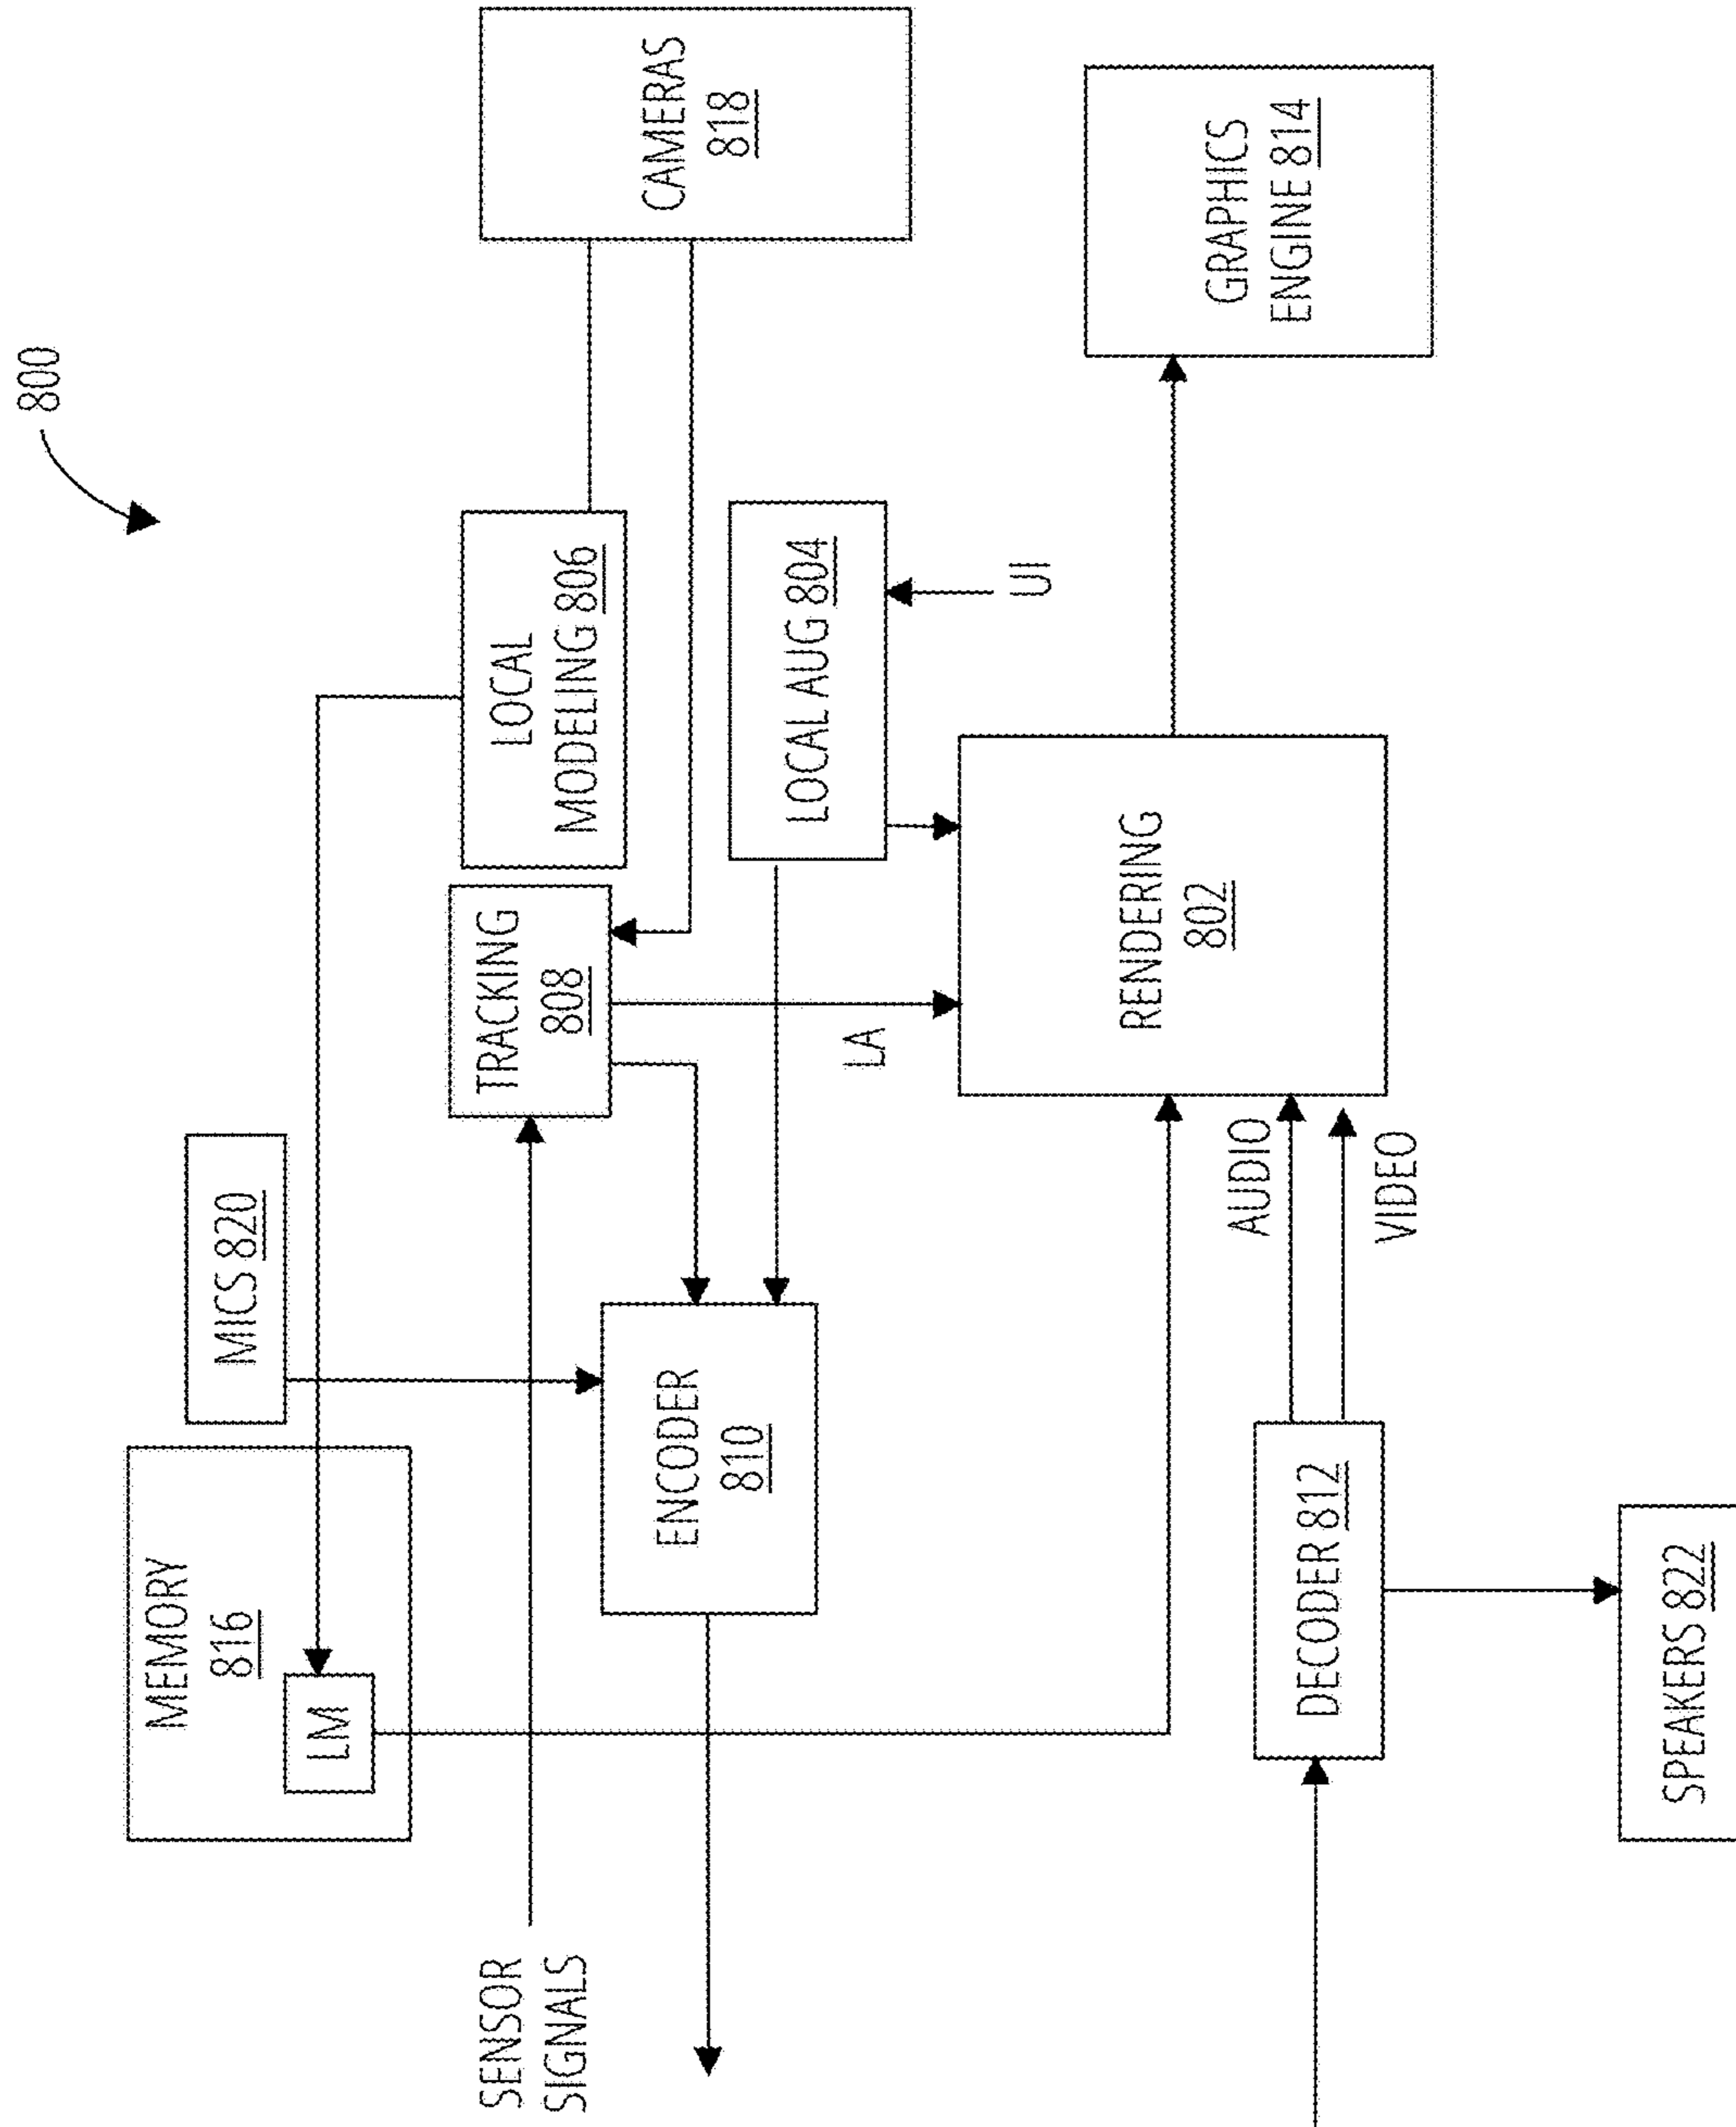 800
MEMORY
816
LM
MICS 820
LOCAL
MODELING 806
CAMERAS
818
SENSOR
SIGNALS
TRACKING
808
ENCODER
810
LOCAL AUG 804
UI
LA
RENDERING
802
GRAPHICS
ENGINE 814
AUDIO
VIDEO
DECODER 812
SPEAKERS 822